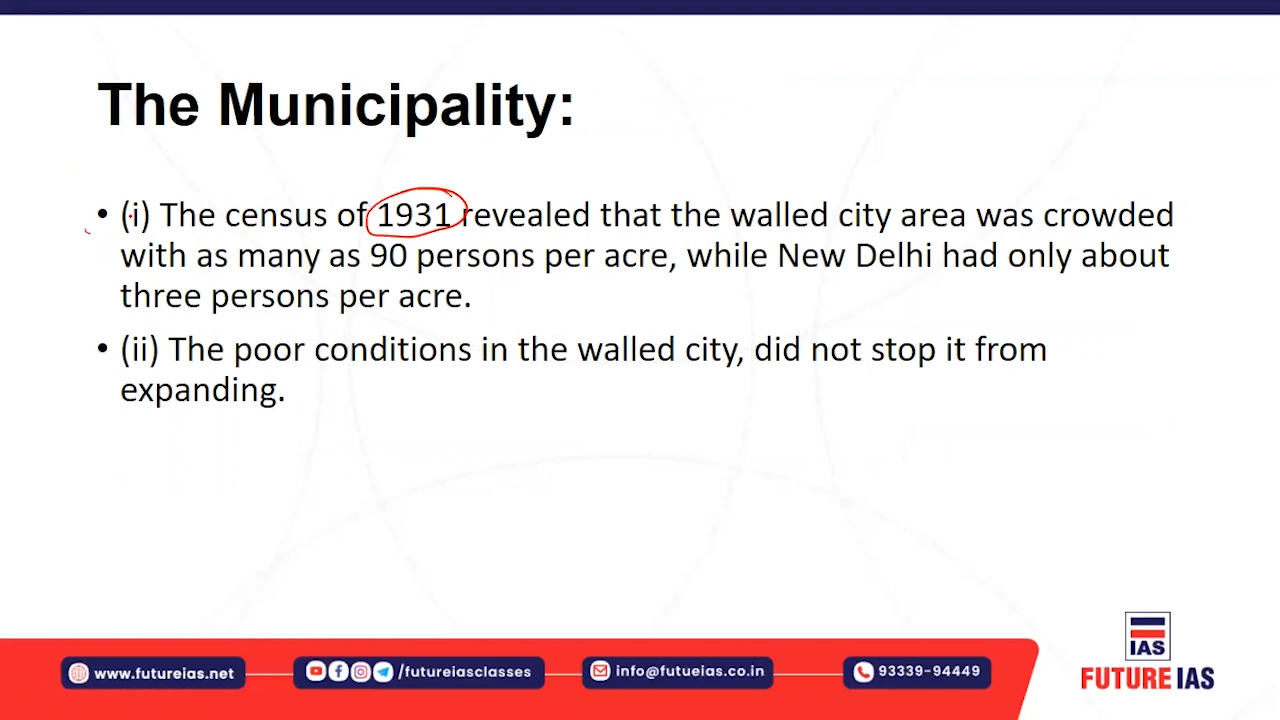 The Municipality:
• (i) The census of 1931 revealed that the walled city area was crowded
with as many as 90 persons per acre, while New Delhi had only about
three persons per acre.
• (ii) The poor conditions in the walled city, did not stop it from
expanding.
IAS
www.futureias.net
/futureiasclasses
info@futueias.co.in
93339-94449
FUTURE IAS